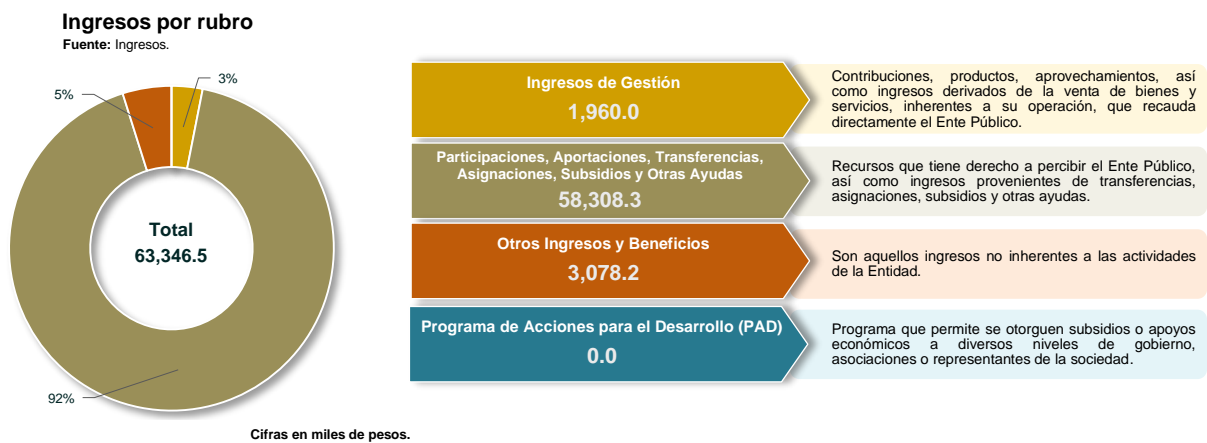 Ingresos por rubro
Fuente: Ingresos.
3%
5%
92%
Total
63,346.5
Ingresos de Gestión
1,960.0
Contribuciones, productos, aprovechamientos, así
como ingresos derivados de la venta de bienes y
servicios, inherentes a su operación, que recauda
directamente el Ente Público.
Participaciones, Aportaciones, Transferencias,
Asignaciones, Subsidios y Otras Ayudas
58,308.3
Recursos que tiene derecho a percibir el Ente Público,
así como ingresos provenientes de transferencias,
asignaciones, subsidios y otras ayudas.
Otros Ingresos y Beneficios
3,078.2
Son aquellos ingresos no inherentes a las actividades
de la Entidad.
Programa de Acciones para el Desarrollo (PAD)
0.0
Programa que permite se otorguen subsidios o apoyos
económicos a diversos niveles de gobierno,
asociaciones o representantes de la sociedad.
Cifras en miles de pesos.